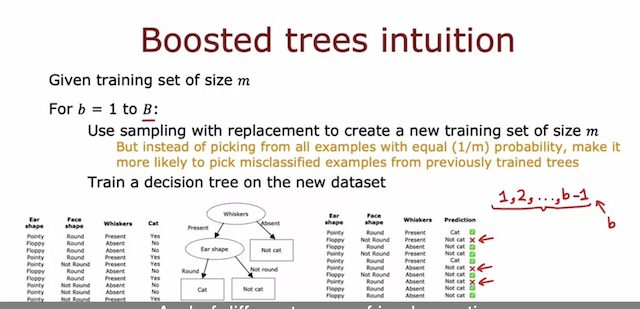 Boosted trees intuition
Given training set of size m
For b = 1 to B:
Use sampling with replacement to create a new training set of size m
But instead of picking from all examples with equal (1/m) probability, make it
more likely to pick misclassified examples from previously trained trees
Train a decision tree on the new dataset
1,2,...,b-1
b
Ear shape Face shape Whiskers Cat
Pointy Round Present Yes
Floppy Round Absent No
Floppy Round Absent No
Pointy Round Present Yes
Pointy Not Round Present Yes
Floppy Round Absent No
Floppy Round Present Yes
Pointy Not Round Absent No
Pointy Not Round Absent No
Pointy Not Round Present Yes
Whiskers
Present
Absent
Ear shape
Not cat
Round
Not round
Cat
Not cat
Ear shape Face shape Whiskers Prediction
Pointy Round Present Cat
Floppy Not Round Present Not cat
Floppy Round Absent Not cat
Pointy Not Round Present Not cat
Pointy Round Present
Pointy Round Absent Not cat
Floppy Not Round Absent Not cat
Pointy Round Absent Not cat
Floppy Round Absent Not cat
Floppy Round Absent Not cat